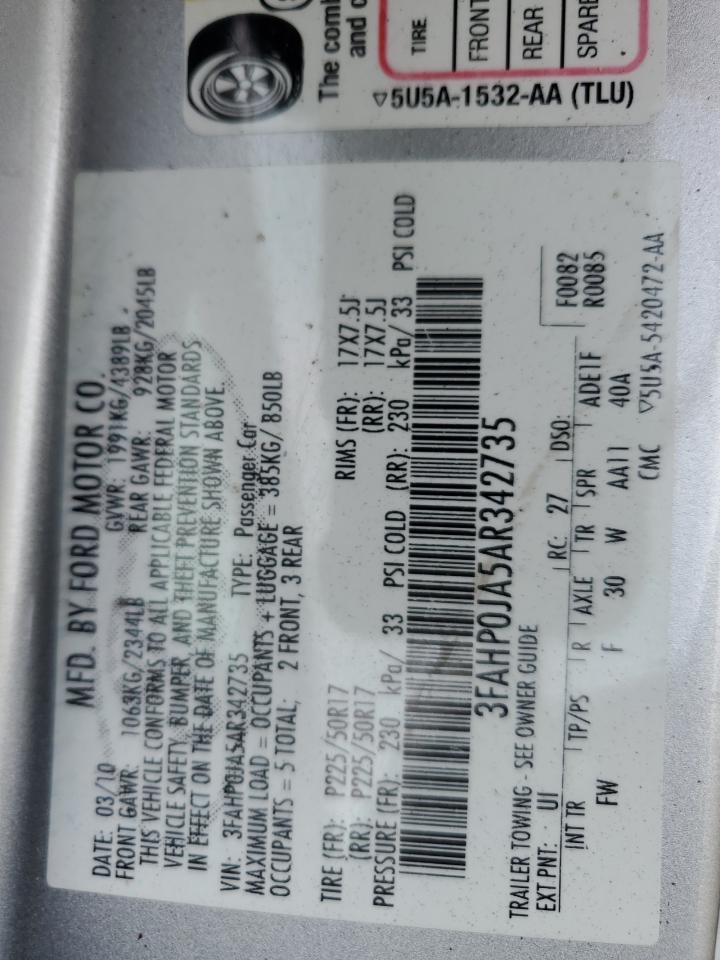 The comb
and c
TIRE
FRONT
REAR
SPARE
▽5U5A-1532-AA (TLU)
MFD. BY FORD MOTOR CO.
DATE: 03/10 GVWR: 1991KG/4389LB
FRONT GAWR: 1063KG/2344LB REAR GAWR: 928KG/2045LB
THIS VEHICLE CONFORMS TO ALL APPLICABLE FEDERAL MOTOR
VEHICLE SAFETY, BUMPER, AND THEFT PREVENTION STANDARDS
IN EFFECT ON THE DATE OF MANUFACTURE SHOWN ABOVE.
VIN: 3FAHP0JA5AR342735 TYPE: Passenger Car
MAXIMUM LOAD = OCCUPANTS + LUGGAGE = 385KG/ 850LB
OCCUPANTS = 5 TOTAL; 2 FRONT, 3 REAR
TIRE (FR): P225/50R17 RIMS (FR): 17X7.5J
(RR): P225/50R17 (RR): 17X7.5J
PRESSURE (FR): 230 kPa/ 33 PSI COLD (RR): 230 kPa/ 33 PSI COLD
3FAHP0JA5AR342735
TRAILER TOWING - SEE OWNER GUIDE
EXT PNT: UI RC: 27 DSO: F0082
R0085
INT TR TP/PS R AXLE TR SPR ADE1F
FW F 30 W AA11 40A
CMC ▽5U5A-5420472-AA